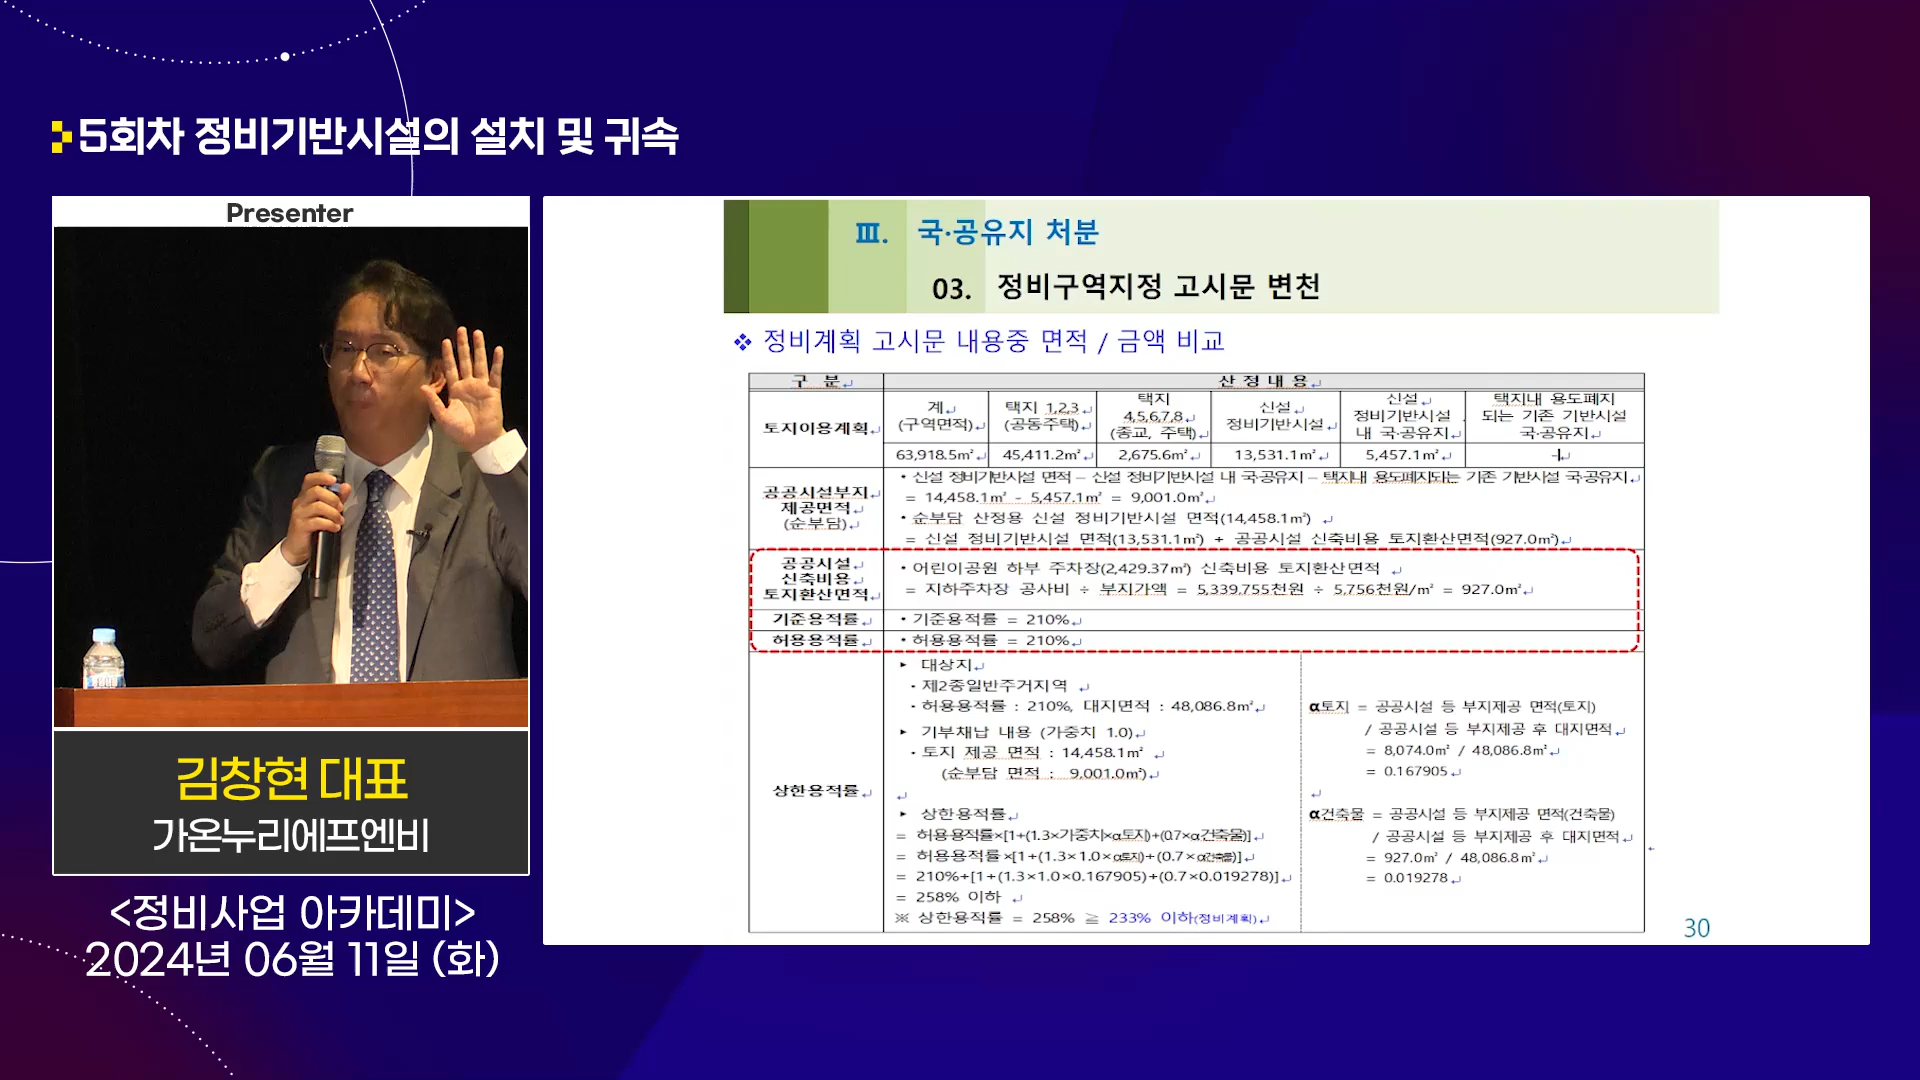 5회차 정비기반시설의 설치 및 귀속
Presenter
김창현 대표
가온누리에프엔비
<정비사업 아카데미>
2024년 06월 11일 (화)
Ⅲ. 국·공유지 처분
03. 정비구역지정 고시문 변천
❖ 정비계획 고시문 내용중 면적 / 금액 비교
구 분 산 정 내 용
토지이용계획
계
(구역면적)
택지 1,2,3
(공동주택)
택지
4,5,6,7,8
(종교, 주택)
신설
정비기반시설
신설
정비기반시설
내 국·공유지
택지내 용도폐지
되는 기존 기반시설
국·공유지
63,918.5㎡ 45,411.2㎡ 2,675.6㎡ 13,531.1㎡ 5,457.1㎡ -
공공시설부지
제공면적
(순부담)
• 신설 정비기반시설 면적 – 신설 정비기반시설 내 국·공유지 – 택지내 용도폐지되는 기존 기반시설 국·공유지
= 14,458.1㎡ - 5,457.1㎡ = 9,001.0㎡
• 순부담 산정용 신설 정비기반시설 면적(14,458.1㎡)
= 신설 정비기반시설 면적(13,531.1㎡) + 공공시설 신축비용 토지환산면적(927.0㎡)
공공시설
신축비용
토지환산면적
• 어린이공원 하부 주차장(2,429.37㎡) 신축비용 토지환산면적
= 지하주차장 공사비 ÷ 부지가액 = 5,339,755천원 ÷ 5,756천원/㎡ = 927.0㎡
기준용적률 • 기준용적률 = 210%
허용용적률 • 허용용적률 = 210%
상한용적률
▸ 대상지
• 제2종일반주거지역
• 허용용적률 : 210%, 대지면적 : 48,086.8㎡
▸ 기부채납 내용 (가중치 1.0)
• 토지 제공 면적 : 14,458.1㎡
(순부담 면적 : 9,001.0㎡)
▸ 상한용적률
= 허용용적률×[1+(1.3×가중치×α토지)+(0.7×α건축물)]
= 허용용적률×[1+(1.3×1.0×α토지)+(0.7×α건축물)]
= 210%+[1+(1.3×1.0×0.167905)+(0.7×0.019278)]
= 258% 이하
※ 상한용적률 = 258% ≧ 233% 이하(정비계획)
α토지 = 공공시설 등 부지제공 면적(토지)
/ 공공시설 등 부지제공 후 대지면적
= 8,074.0㎡ / 48,086.8㎡
= 0.167905
α건축물 = 공공시설 등 부지제공 면적(건축물)
/ 공공시설 등 부지제공 후 대지면적
= 927.0㎡ / 48,086.8㎡
= 0.019278
30